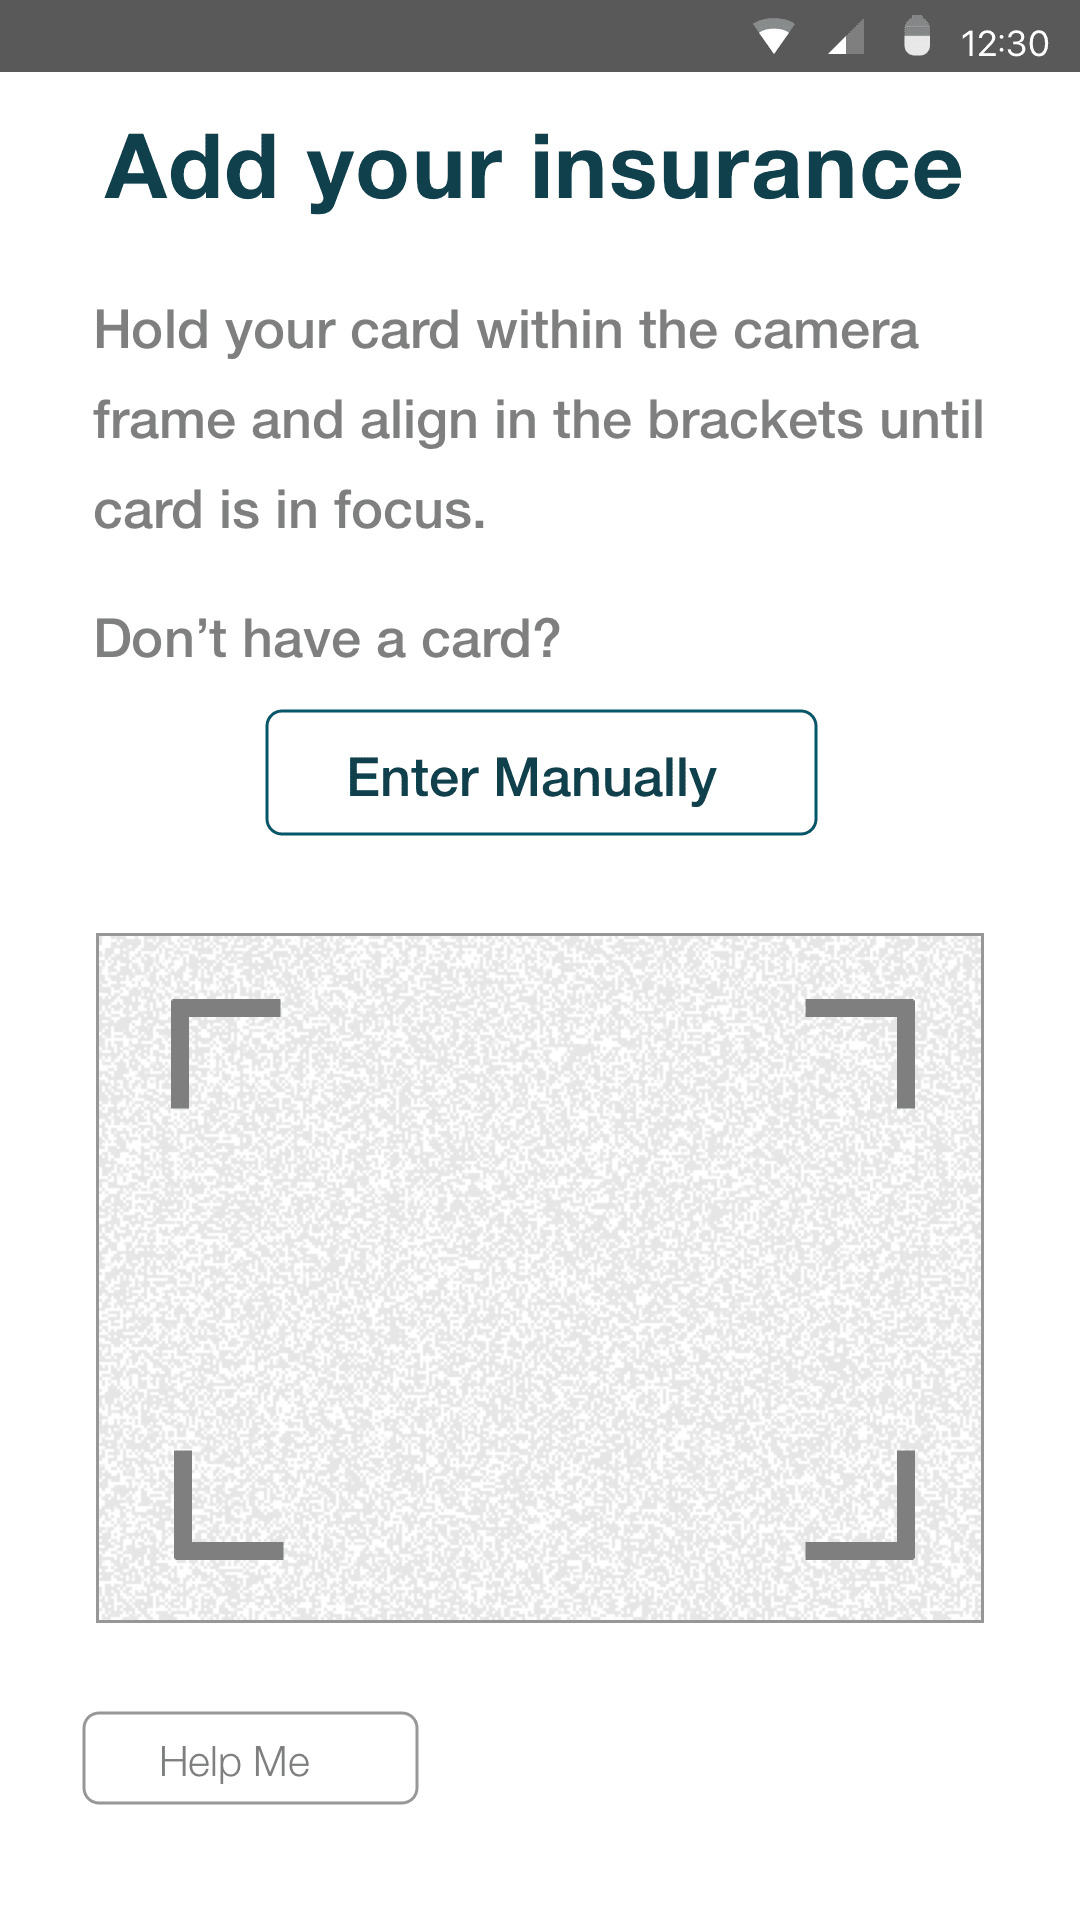 12:30
Add your insurance
Hold your card within the camera
frame and align in the brackets until
card is in focus.
Don’t have a card?
Enter Manually
Help Me